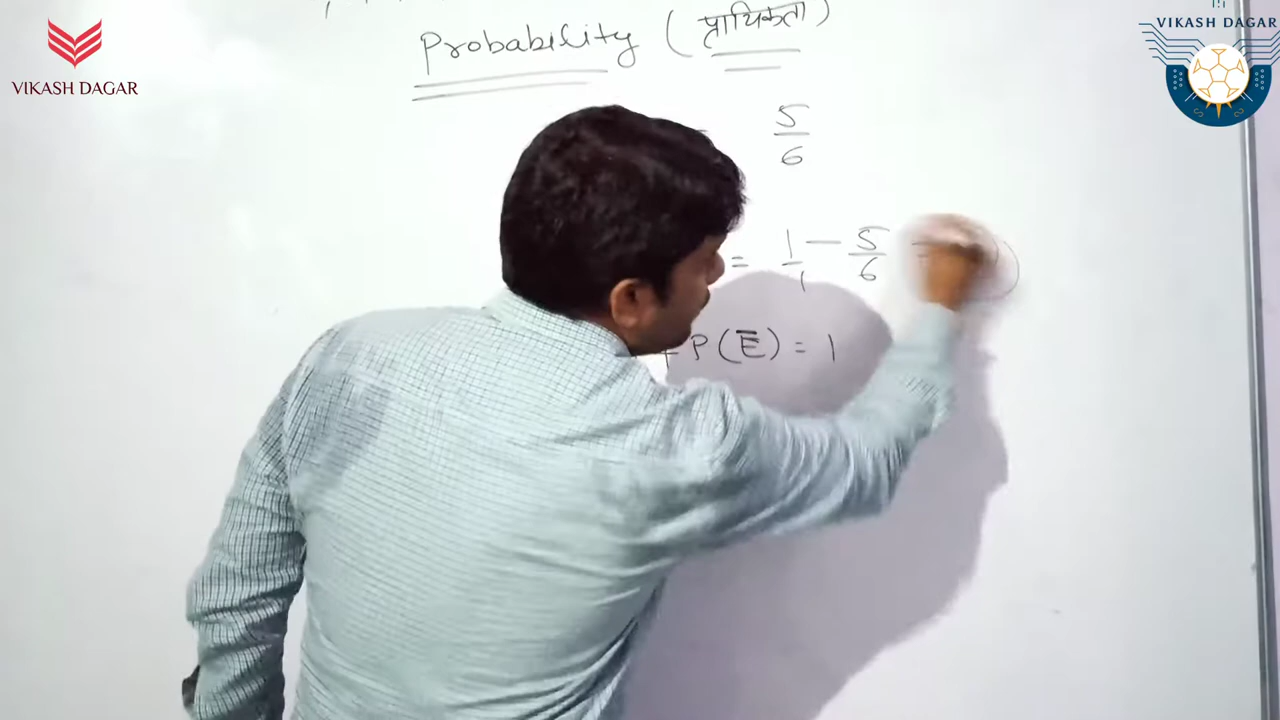 VIKASH DAGAR
VIKASH DAGAR
Probability (प्रायिकता)
5/6
= 1/1 - 5/6 =
+ P(E̅) = 1